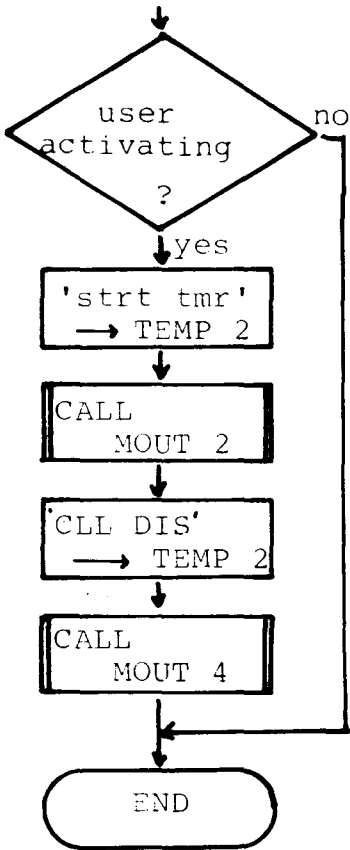 user
activating
?
no
yes
'strt tmr'
→ TEMP 2
CALL
MOUT 2
'CLL DIS'
→ TEMP 2
CALL
MOUT 4
END